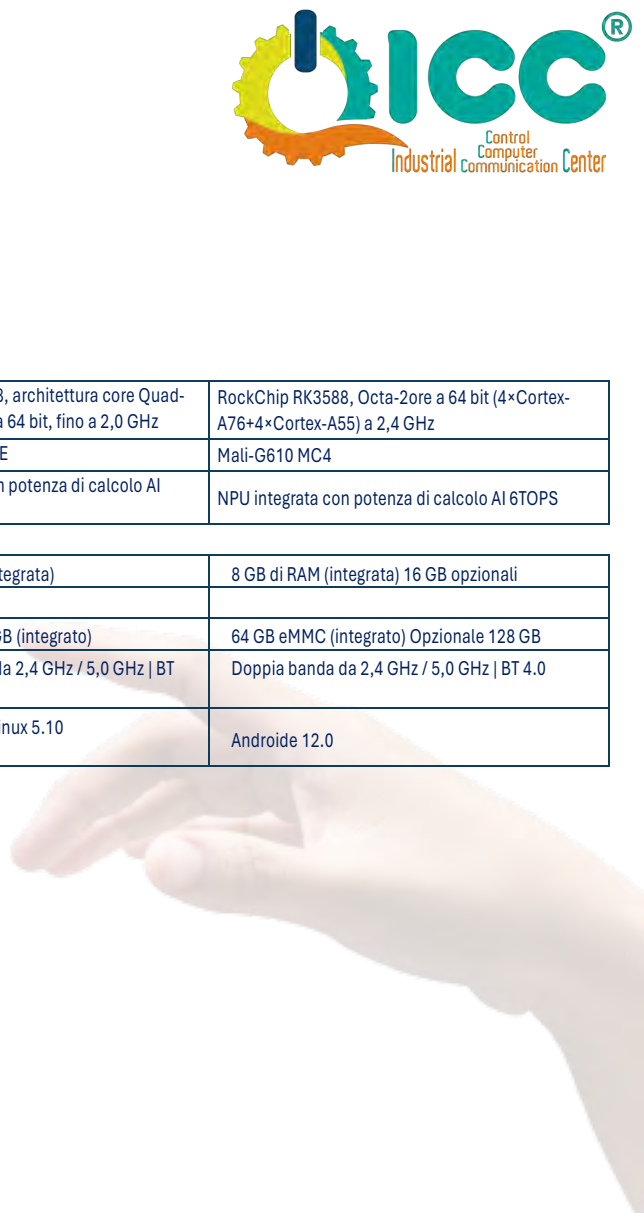 ICC®
Control
Computer
Industrial Communication Center
8, architettura core Quad-
a 64 bit, fino a 2,0 GHz
RockChip RK3588, Octa-2ore a 64 bit (4×Cortex-
A76+4×Cortex-A55) a 2,4 GHz
E
Mali-G610 MC4
n potenza di calcolo AI
NPU integrata con potenza di calcolo AI 6TOPS
tegrata)
8 GB di RAM (integrata) 16 GB opzionali
GB (integrato)
64 GB eMMC (integrato) Opzionale 128 GB
da 2,4 GHz / 5,0 GHz | BT
Doppia banda da 2,4 GHz / 5,0 GHz | BT 4.0
inux 5.10
Androide 12.0